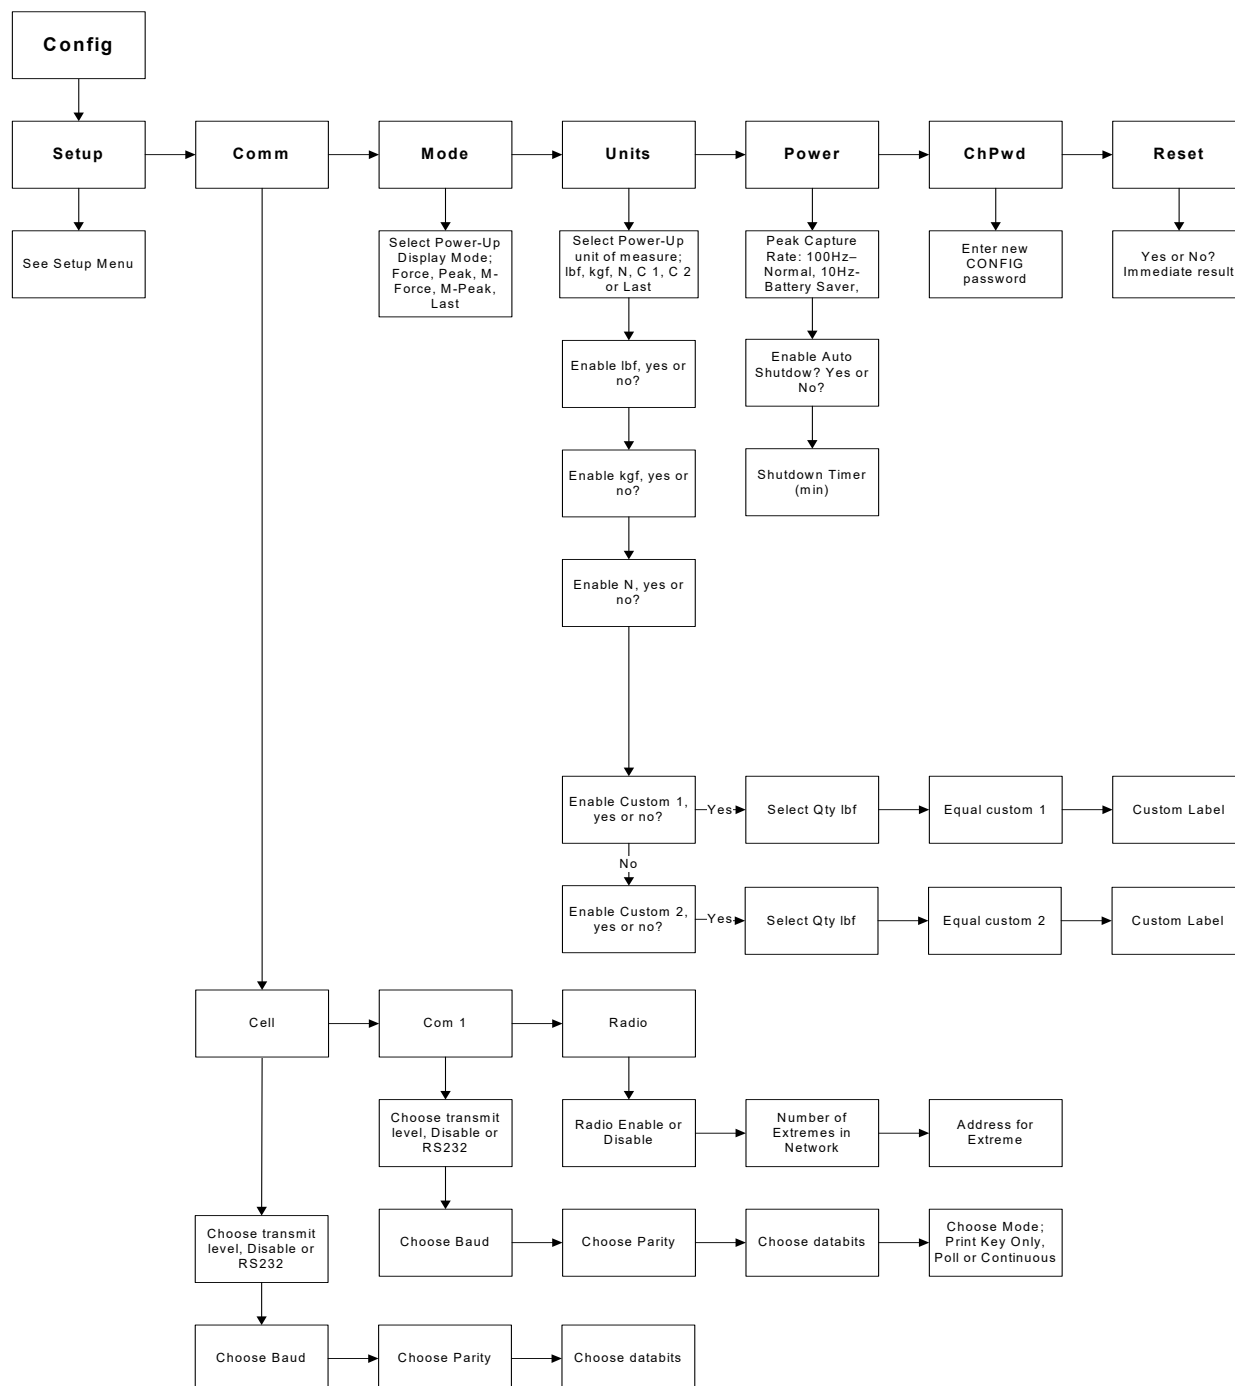 Config
Setup
Comm
Mode
Units
Power
ChPwd
Reset
See Setup Menu
Select Power-Up
Display Mode;
Force, Peak, M-
Force, M-Peak,
Last
Select Power-Up
unit of measure;
lbf, kgf, N, C 1, C 2
or Last
Peak Capture
Rate: 100Hz–
Normal, 10Hz-
Battery Saver,
Enter new
CONFIG
password
Yes or No?
Immediate result
Enable lbf, yes or
no?
Enable Auto
Shutdow? Yes or
No?
Enable kgf, yes or
no?
Shutdown Timer
(min)
Enable N, yes or
no?
Enable Custom 1,
yes or no?
Yes
Select Qty lbf
Equal custom 1
Custom Label
No
Enable Custom 2,
yes or no?
Yes
Select Qty lbf
Equal custom 2
Custom Label
Cell
Com 1
Radio
Choose transmit
level, Disable or
RS232
Radio Enable or
Disable
Number of
Extremes in
Network
Address for
Extreme
Choose transmit
level, Disable or
RS232
Choose Baud
Choose Parity
Choose databits
Choose Mode;
Print Key Only,
Poll or Continuous
Choose Baud
Choose Parity
Choose databits